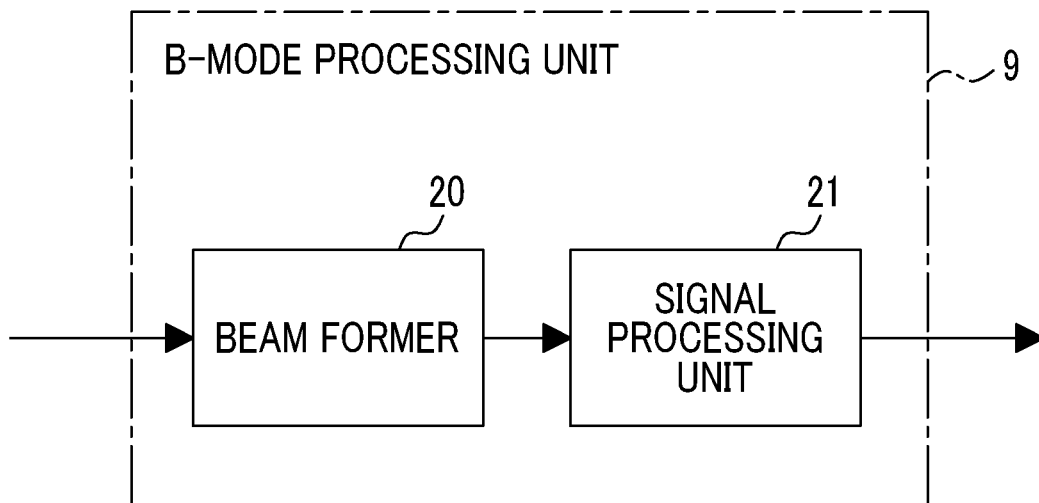 B-MODE PROCESSING UNIT
9
20
21
BEAM FORMER
SIGNAL
PROCESSING
UNIT